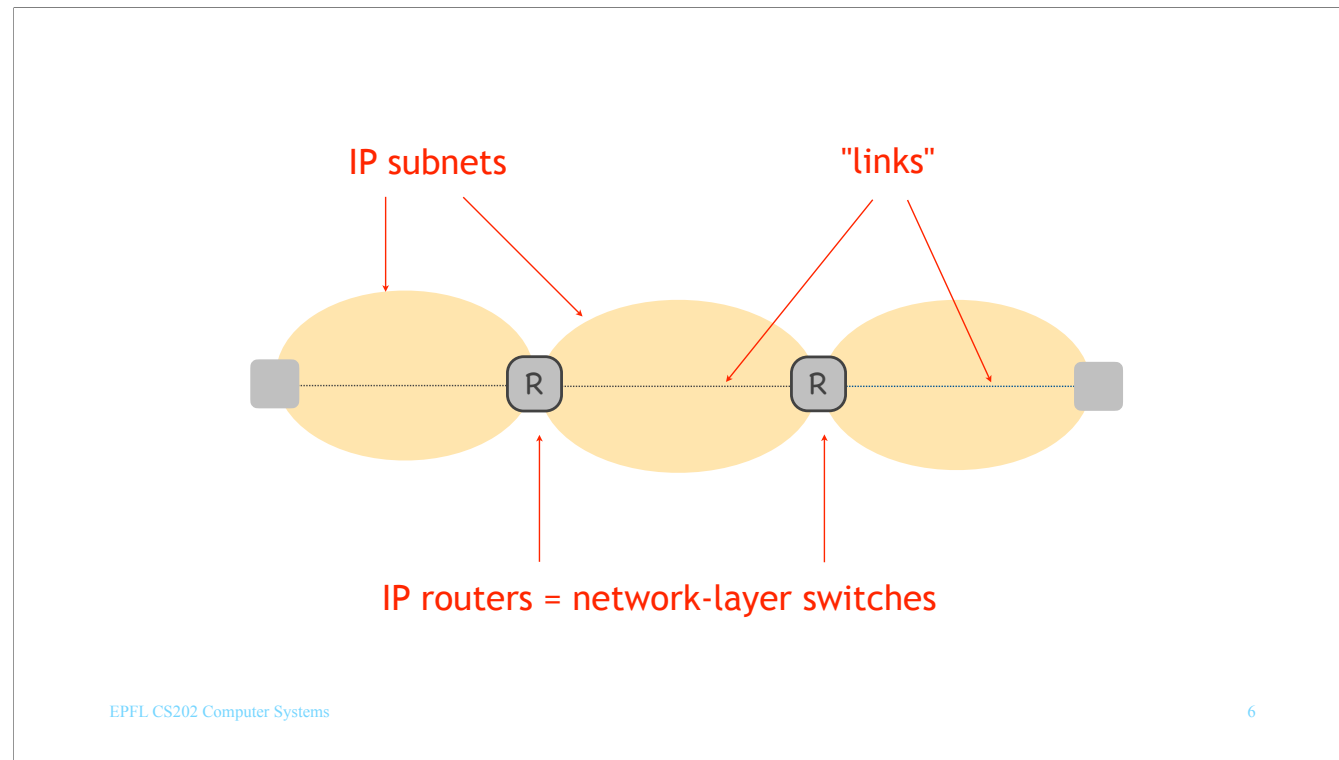 IP subnets
"links"
R
R
IP routers = network-layer switches
EPFL CS202 Computer Systems
6